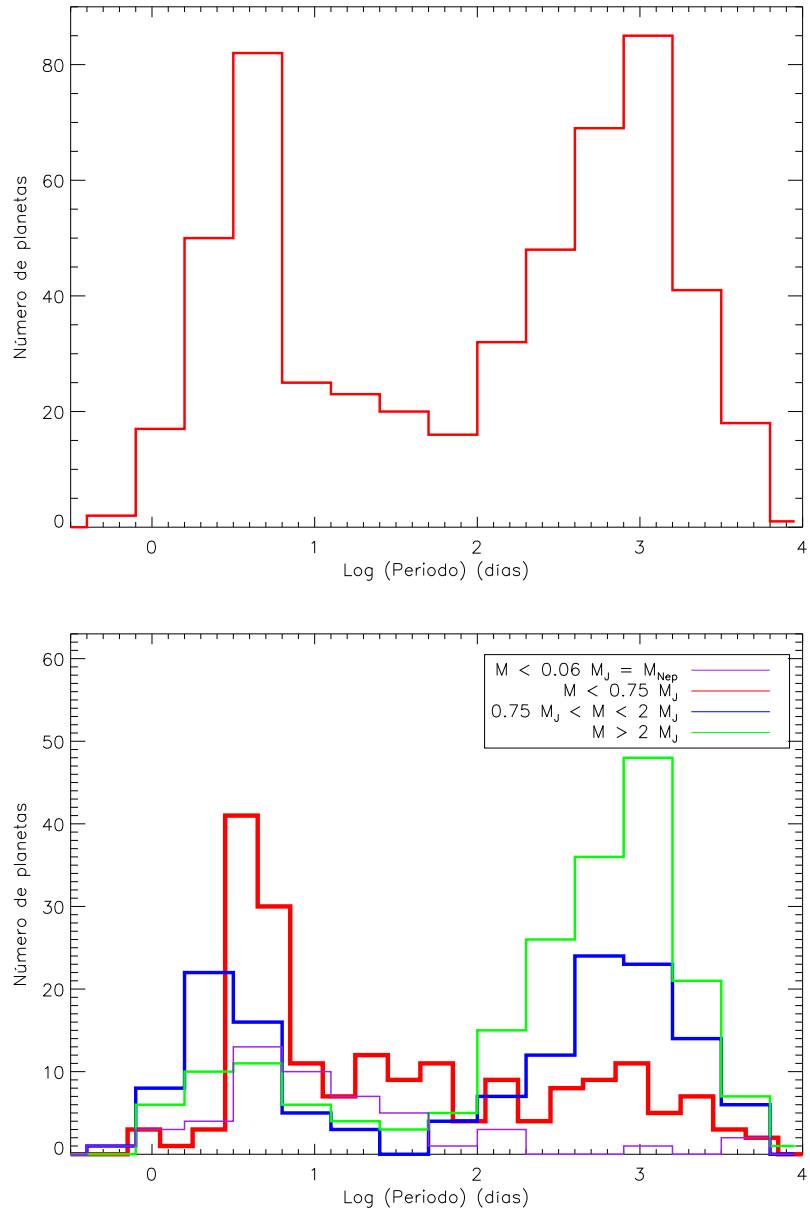 80
60
40
20
0
Número de planetas
0 1 2 3 4
Log (Periodo) (días)
60
50
40
30
20
10
0
Número de planetas
M < 0.06 M_J = M_Nep
M < 0.75 M_J
0.75 M_J < M < 2 M_J
M > 2 M_J
0 1 2 3 4
Log (Periodo) (días)